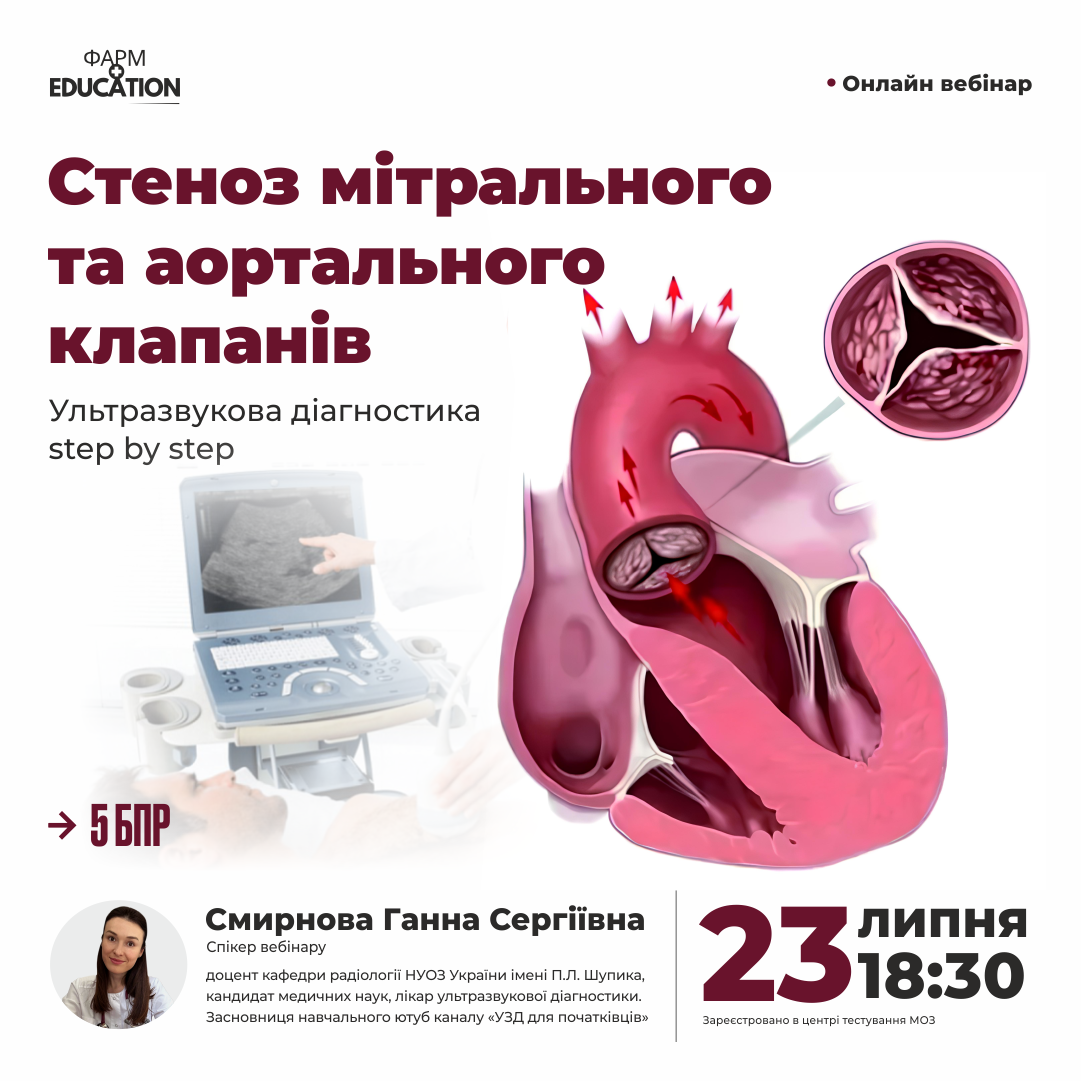 ФАРМ
EDUCATION
Онлайн вебінар
Стеноз мітрального
та аортального
клапанів
Ультразвукова діагностика
step by step
→ 5 БПР
Смирнова Ганна Сергіївна
Спікер вебінару
доцент кафедри радіології НУОЗ України імені П.Л. Шупика,
кандидат медичних наук, лікар ультразвукової діагностики.
Засновниця навчального ютуб каналу «УЗД для початківців»
23 липня
18:30
Зареєстровано в центрі тестування МОЗ